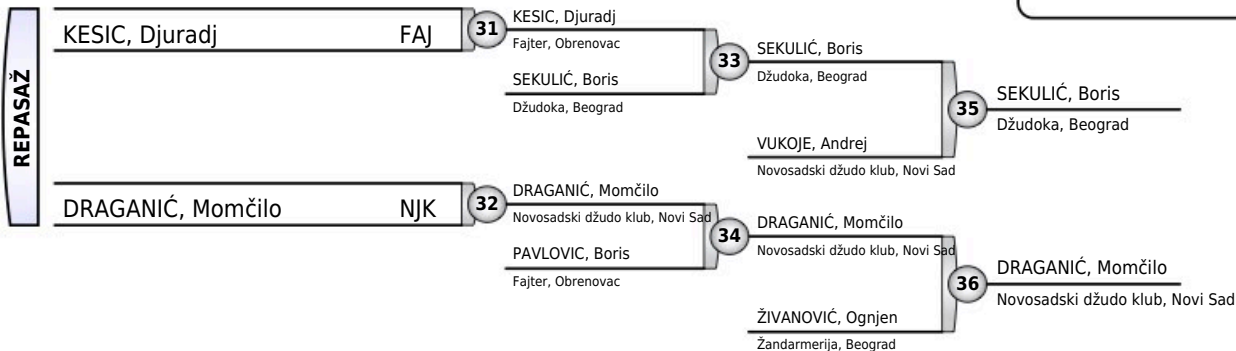 REPASAŽ
KESIC, Djuradj FAJ
31
KESIC, Djuradj
Fajter, Obrenovac
SEKULIĆ, Boris
Džudoka, Beograd
33
SEKULIĆ, Boris
Džudoka, Beograd
VUKOJE, Andrej
Novosadski džudo klub, Novi Sad
35
SEKULIĆ, Boris
Džudoka, Beograd
DRAGANIĆ, Momčilo NJK
32
DRAGANIĆ, Momčilo
Novosadski džudo klub, Novi Sad
PAVLOVIC, Boris
Fajter, Obrenovac
34
DRAGANIĆ, Momčilo
Novosadski džudo klub, Novi Sad
ŽIVANOVIĆ, Ognjen
Žandarmerija, Beograd
36
DRAGANIĆ, Momčilo
Novosadski džudo klub, Novi Sad